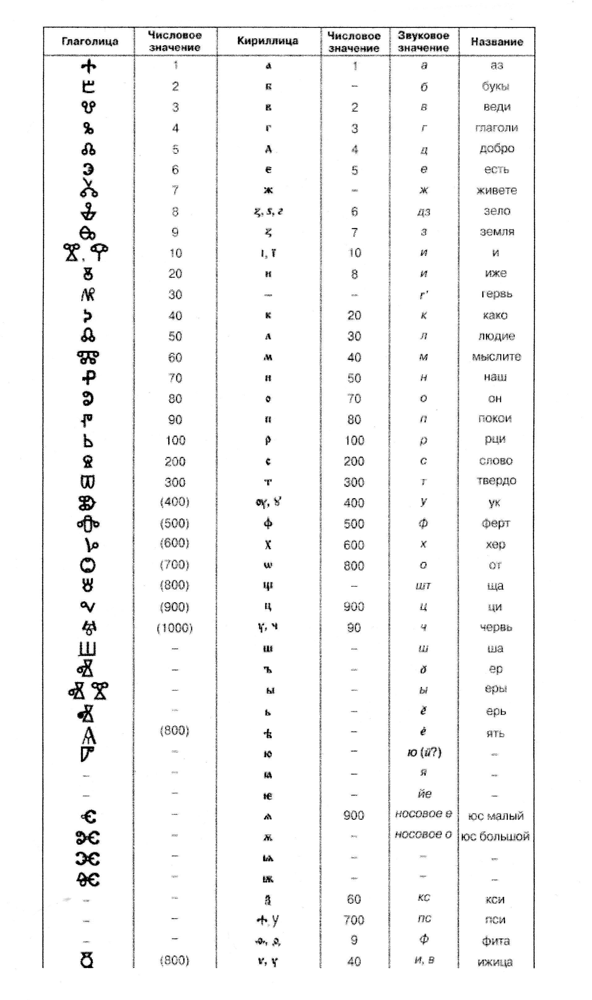 Глаголица Числовое значение Кириллица Числовое значение Звуковое значение Название
Ⰰ 1 а 1 а аз
Ⰱ 2 б – б букы
Ⰲ 3 в 2 в веди
Ⰳ 4 г 3 г глаголи
Ⰴ 5 д 4 д добро
Ⰵ 6 є 5 е есть
Ⰶ 7 ж – ж живете
Ⰷ 8 ꙁ, ѕ, 6 дз зело
Ⰸ 9 ꙁ 7 з земля
Ⰹ, Ⰺ 10 ı, ї 10 и и
Ⰻ 20 н 8 и иже
Ⰼ 30 – – г' гервь
Ⰽ 40 к 20 к како
Ⰾ 50 л 30 л людие
Ⰿ 60 м 40 м мыслите
Ⱀ 70 н 50 н наш
Ⱁ 80 о 70 о он
Ⱂ 90 п 80 п покои
Ⱃ 100 р 100 р рци
Ⱄ 200 с 200 с слово
Ⱅ 300 т 300 т твердо
Ⱆ (400) оу, ꙋ 400 у ук
Ⱇ (500) ф 500 ф ферт
Ⱈ (600) х 600 х хер
Ⱉ (700) ѡ 800 о от
Ⱋ (800) щ – шт ща
Ⱌ (900) ц 900 ц ци
Ⱍ (1000) ҁ, ч 90 ч червь
Ⱎ – ш – ш ша
Ⱏ – ъ – ŏ ер
ⰟⰊ – ы – ы еры
Ⱐ – ь – ĕ ерь
Ⱑ (800) ѣ – ė ять
Ⱓ – ю – ю (ü?) –
– – ꙗ – я –
– – ѥ – йе –
Ⱔ – ѧ 900 носовое е юс малый
Ⱘ – ѫ – носовое о юс большой
Ⱗ – ѩ – – –
Ⱙ – ѭ – – –
– – ѯ 60 кс кси
– – 700 пс пси
– – ѳ, 9 ф фита
Ⱛ (800) ѵ, ү 40 и, в ижица